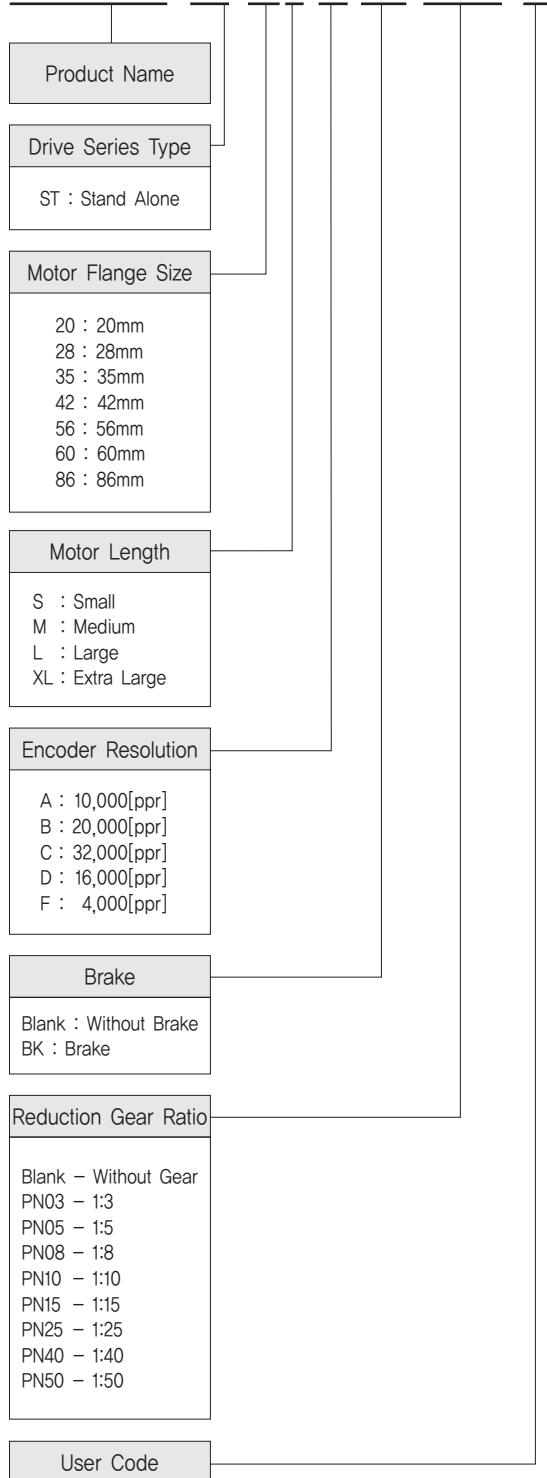 Product Name
Drive Series Type
ST : Stand Alone
Motor Flange Size
20 : 20mm
28 : 28mm
35 : 35mm
42 : 42mm
56 : 56mm
60 : 60mm
86 : 86mm
Motor Length
S : Small
M : Medium
L : Large
XL : Extra Large
Encoder Resolution
A : 10,000[ppr]
B : 20,000[ppr]
C : 32,000[ppr]
D : 16,000[ppr]
F : 4,000[ppr]
Brake
Blank : Without Brake
BK : Brake
Reduction Gear Ratio
Blank – Without Gear
PN03 – 1:3
PN05 – 1:5
PN08 – 1:8
PN10 – 1:10
PN15 – 1:15
PN25 – 1:25
PN40 – 1:40
PN50 – 1:50
User Code